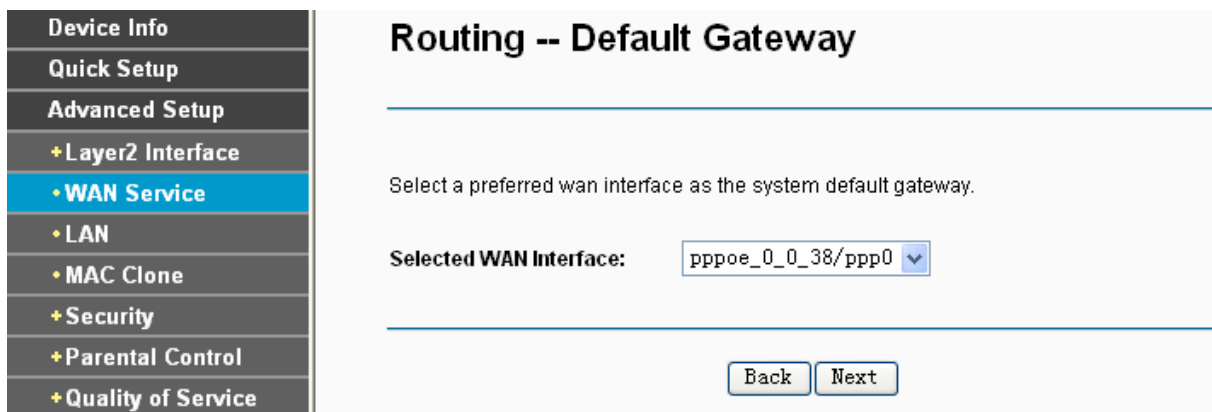 Device Info
Quick Setup
Advanced Setup
+Layer2 Interface
•WAN Service
•LAN
•MAC Clone
+Security
+Parental Control
+Quality of Service
Routing -- Default Gateway
Select a preferred wan interface as the system default gateway.
Selected WAN Interface: pppoe_0_0_38/ppp0
Back Next